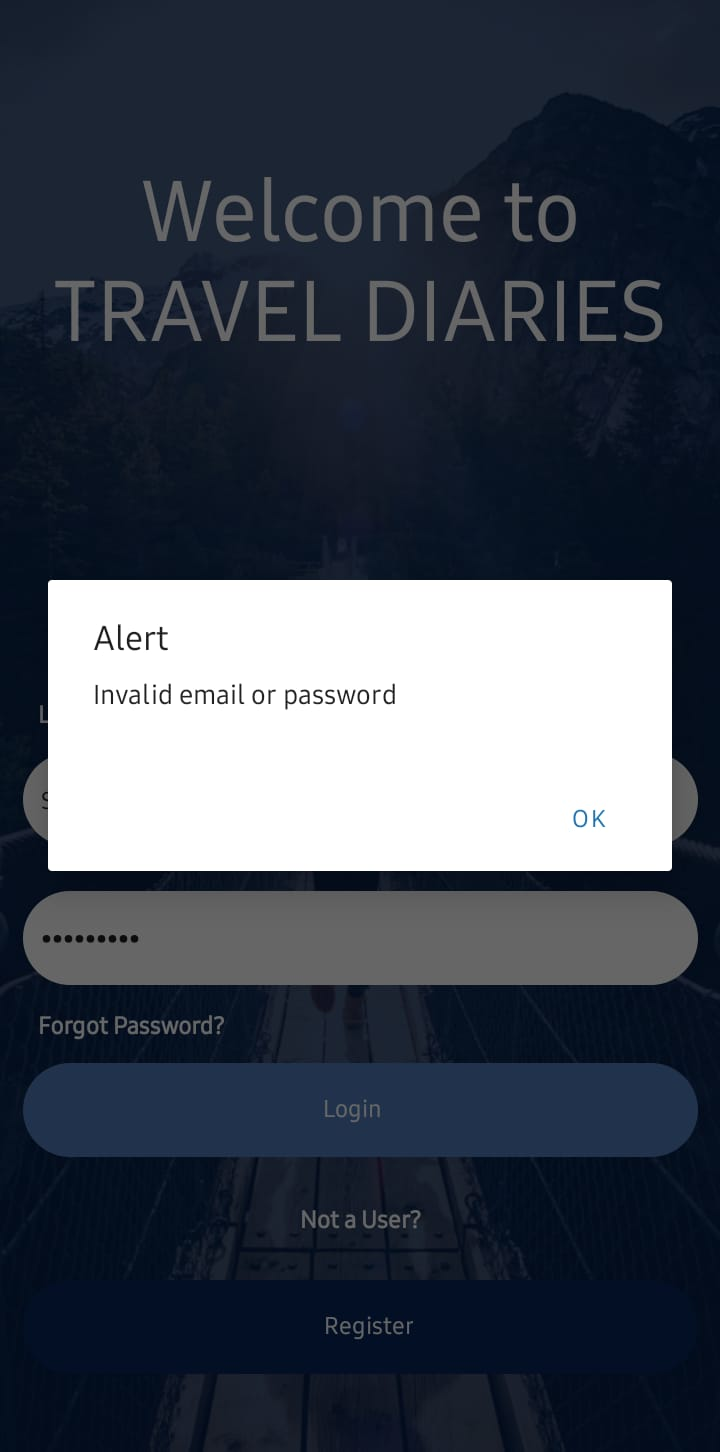 Welcome to
TRAVEL DIARIES
Alert
Invalid email or password
OK
•••••••••
Forgot Password?
Login
Not a User?
Register